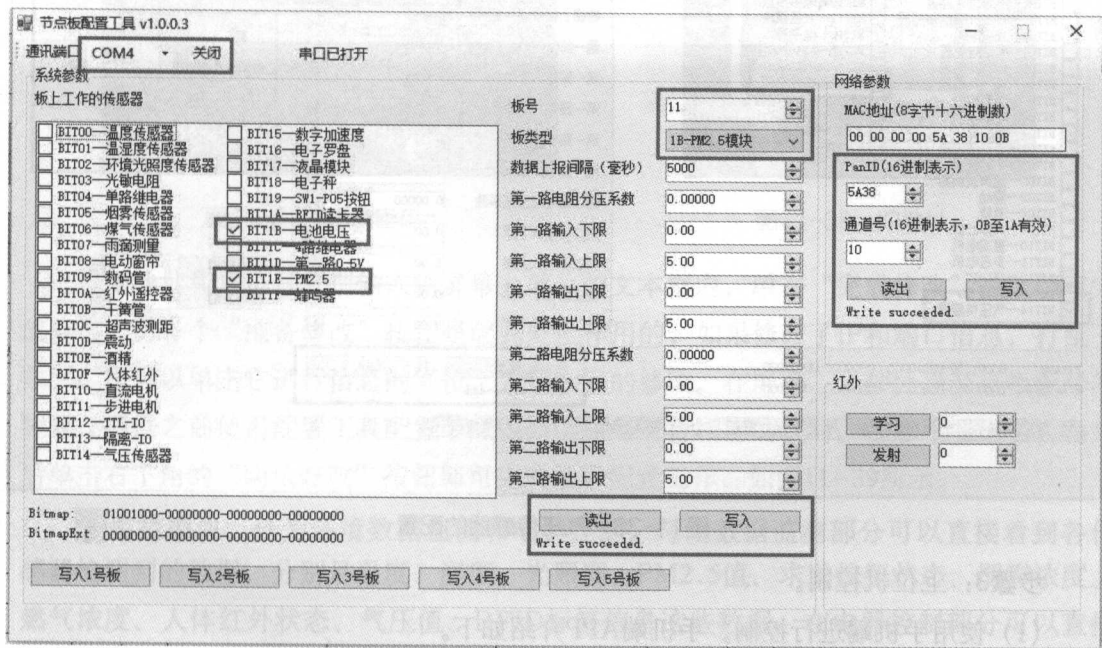 节点板配置工具 v1.0.0.3
通讯端口 COM4 关闭 串口已打开
系统参数
板上工作的传感器
BIT00—温度传感器
BIT01—温湿度传感器
BIT02—环境光照度传感器
BIT03—光敏电阻
BIT04—单路继电器
BIT05—烟雾传感器
BIT06—煤气传感器
BIT07—雨滴测量
BIT08—电动窗帘
BIT09—数码管
BIT0A—红外遥控器
BIT0B—干簧管
BIT0C—超声波测距
BIT0D—震动
BIT0E—酒精
BIT0F—人体红外
BIT10—直流电机
BIT11—步进电机
BIT12—TTL-IO
BIT13—隔离-IO
BIT14—气压传感器
BIT15—数字加速度
BIT16—电子罗盘
BIT17—液晶模块
BIT18—电子秤
BIT19—SW1-P05按钮
BIT1A—RFID读卡器
BIT1B—电池电压
BIT1C—4路继电器
BIT1D—第一路0-5V
BIT1E—PM2.5
BIT1F—蜂鸣器
板号 11
板类型 1B-PM2.5模块
数据上报间隔(毫秒) 5000
第一路电阻分压系数 0.00000
第一路输入下限 0.00
第一路输入上限 5.00
第一路输出下限 0.00
第一路输出上限 5.00
第二路电阻分压系数 0.00000
第二路输入下限 0.00
第二路输入上限 5.00
第二路输出下限 0.00
第二路输出上限 5.00
读出 写入
Write succeeded.
网络参数
MAC地址(8字节十六进制数)
00 00 00 00 5A 38 10 0B
PanID(16进制表示)
5A38
通道号(16进制表示,0B至1A有效)
10
读出 写入
Write succeeded.
红外
学习 0
发射 0
Bitmap: 01001000-00000000-00000000-00000000
BitmapExt 00000000-00000000-00000000-00000000
写入1号板 写入2号板 写入3号板 写入4号板 写入5号板